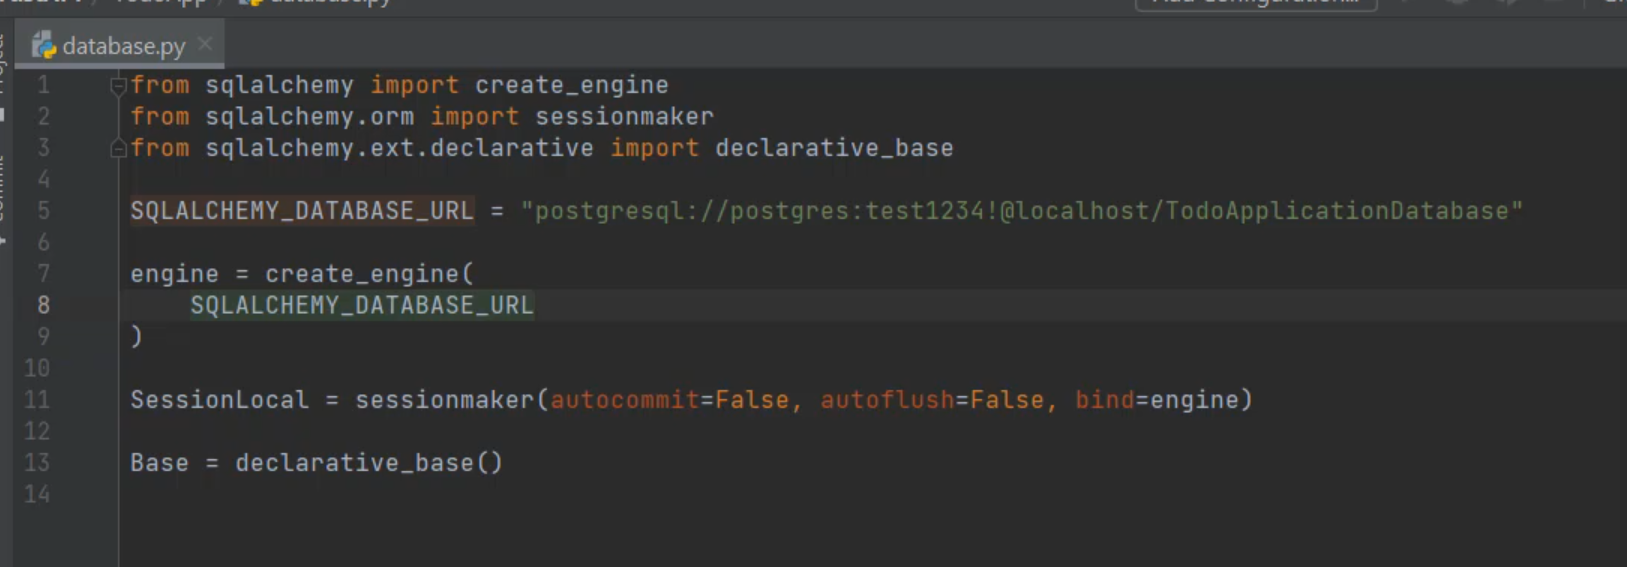 database.py
1 from sqlalchemy import create_engine
2 from sqlalchemy.orm import sessionmaker
3 from sqlalchemy.ext.declarative import declarative_base
4
5 SQLALCHEMY_DATABASE_URL = "postgresql://postgres:test1234!@localhost/TodoApplicationDatabase"
6
7 engine = create_engine(
8     SQLALCHEMY_DATABASE_URL
9 )
10
11 SessionLocal = sessionmaker(autocommit=False, autoflush=False, bind=engine)
12
13 Base = declarative_base()
14